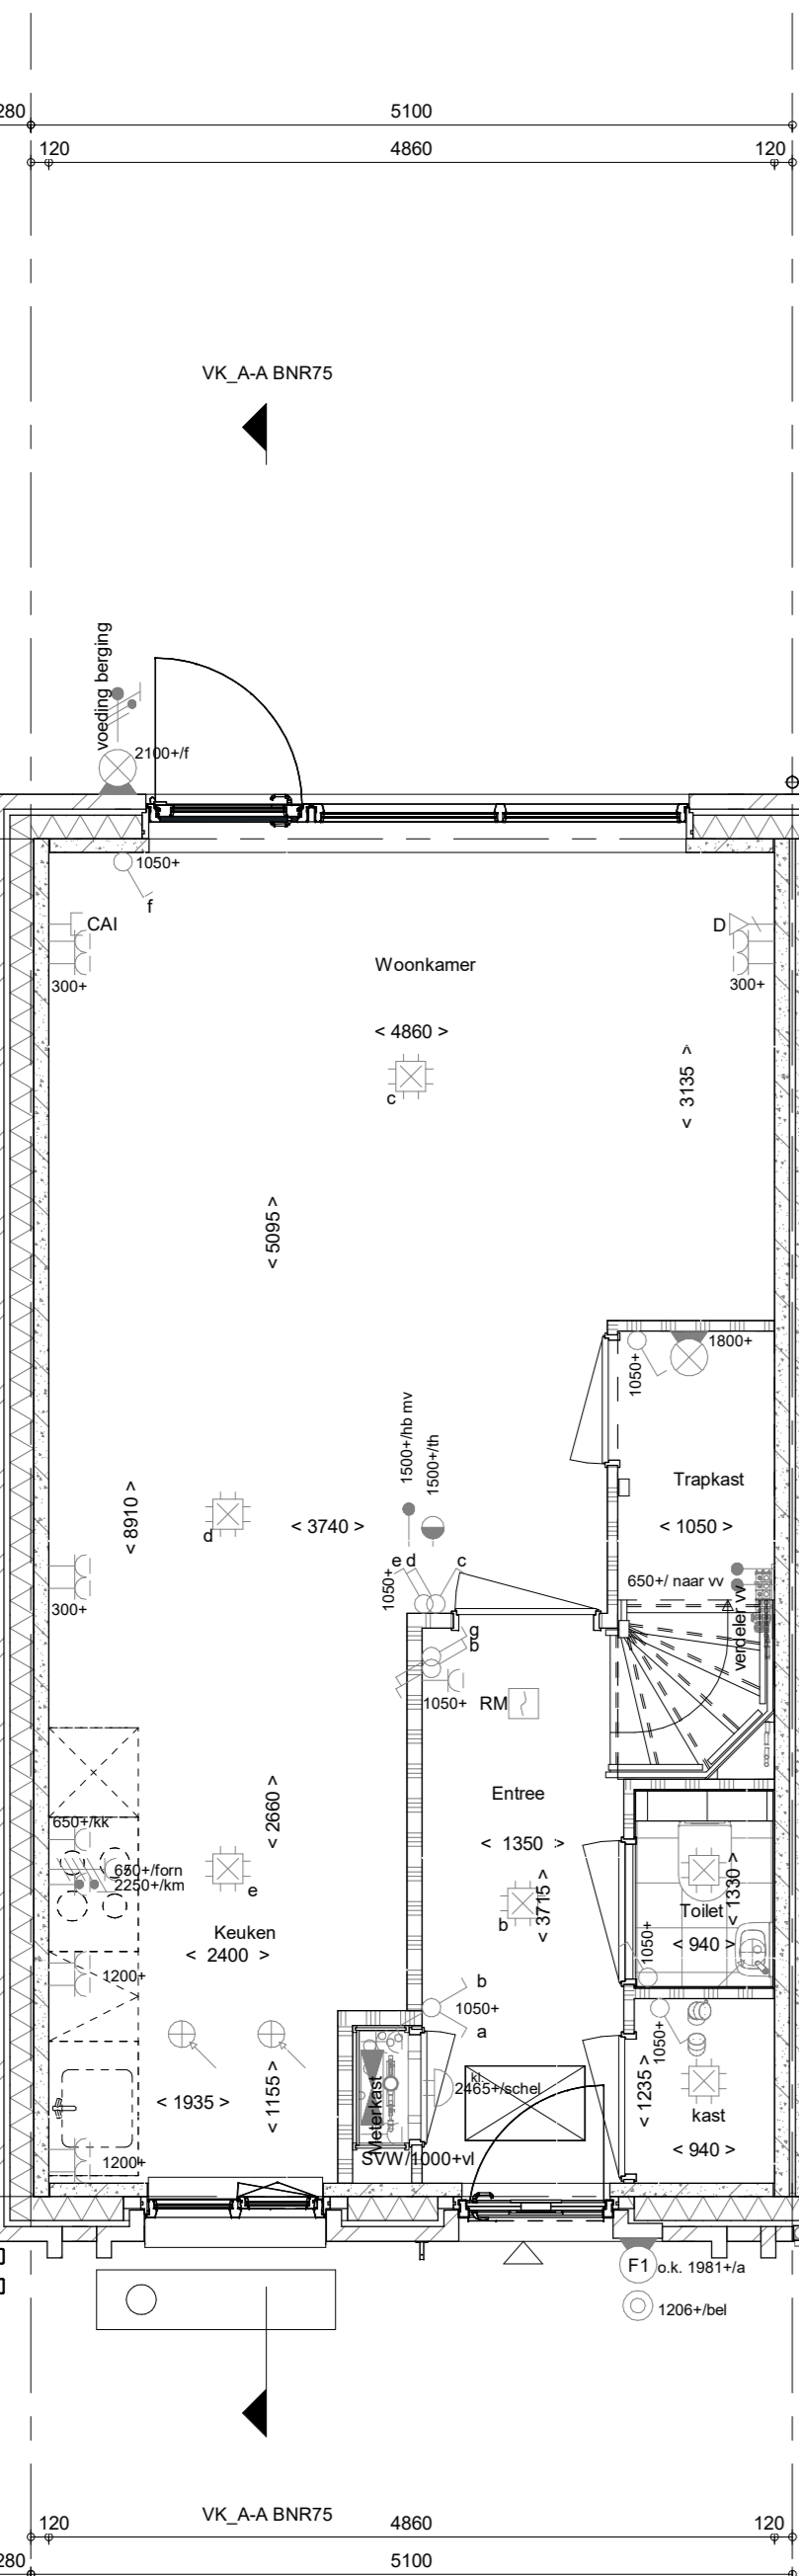 280
5100
120
4860
120
VK_A-A BNR75
voeding berging
2100+/f
1050+
f
CAI
D
300+
300+
Woonkamer
< 4860 >
< 3135 >
c
< 5095 >
1800+
1050+
1500+/hb mv
1500+/th
Trapkast
< 8910 >
d
< 3740 >
< 1050 >
e d
c
1050+
650+/ naar vv
300+
verdeler vv
g
b
1050+
RM
Entree
650+/kk
< 2660 >
< 1350 >
650+/forn
2250+/km
e
b
< 3715 >
< 1330 >
Toilet
Keuken
< 2400 >
1050+
< 940 >
1200+
b
1050+
a
1050+
< 1235 >
kl.
2465+/schel
< 1935 >
< 1155 >
Meterkast
kast
< 940 >
1200+
SVW/1000+vl
F1
o.k. 1981+/a
1206+/bel
VK_A-A BNR75
120
4860
120
280
5100